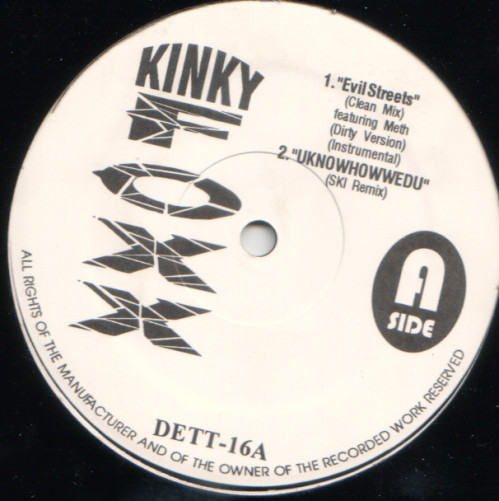 KINKY
FOXX
1. "Evil Streets"
(Clean Mix)
featuring Meth
(Dirty Version)
(Instrumental)
2. "UKNOWHOWWEDU"
(SKI Remix)
A
SIDE
DETT-16A
ALL RIGHTS OF THE MANUFACTURER AND OF THE OWNER OF THE RECORDED WORK RESERVED